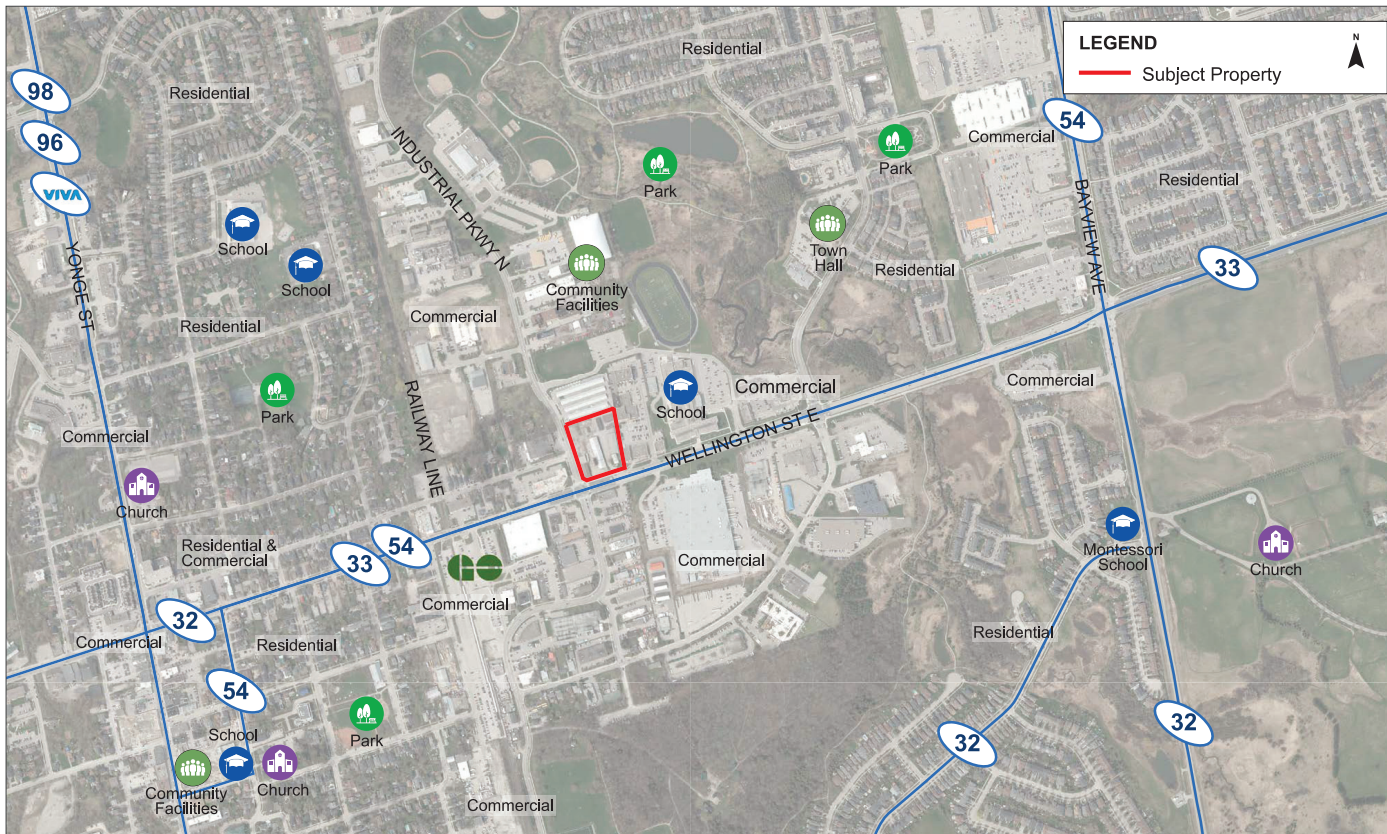 LEGEND
N
Subject Property
Residential
98
Residential
54
Commercial
96
INDUSTRIAL PKWY N
Park
Park
Residential
VIVA
BAYVIEW AVE
School
Town
Hall
YONGE ST
School
Community
Facilities
Residential
33
Commercial
Residential
RAILWAY LINE
School
Commercial
Commercial
Park
WELLINGTON ST E
Commercial
Church
Residential &
Commercial
33
54
GO
Commercial
Montessori
School
Church
Commercial
32
Commercial
Residential
Residential
54
32
32
Park
School
Community
Facilities
Church
Commercial